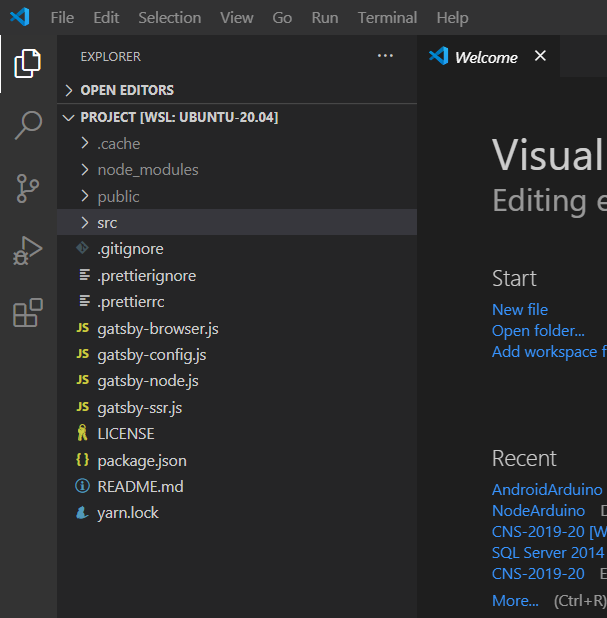 File Edit Selection View Go Run Terminal Help
EXPLORER
OPEN EDITORS
PROJECT [WSL: UBUNTU-20.04]
.cache
node_modules
public
src
.gitignore
.prettierignore
.prettierrc
JS gatsby-browser.js
JS gatsby-config.js
JS gatsby-node.js
JS gatsby-ssr.js
LICENSE
{} package.json
README.md
yarn.lock
Welcome
Visual
Editing e
Start
New file
Open folder...
Add workspace f
Recent
AndroidArduino
NodeArduino D
CNS-2019-20 [W
SQL Server 2014
CNS-2019-20 E
More... (Ctrl+R)